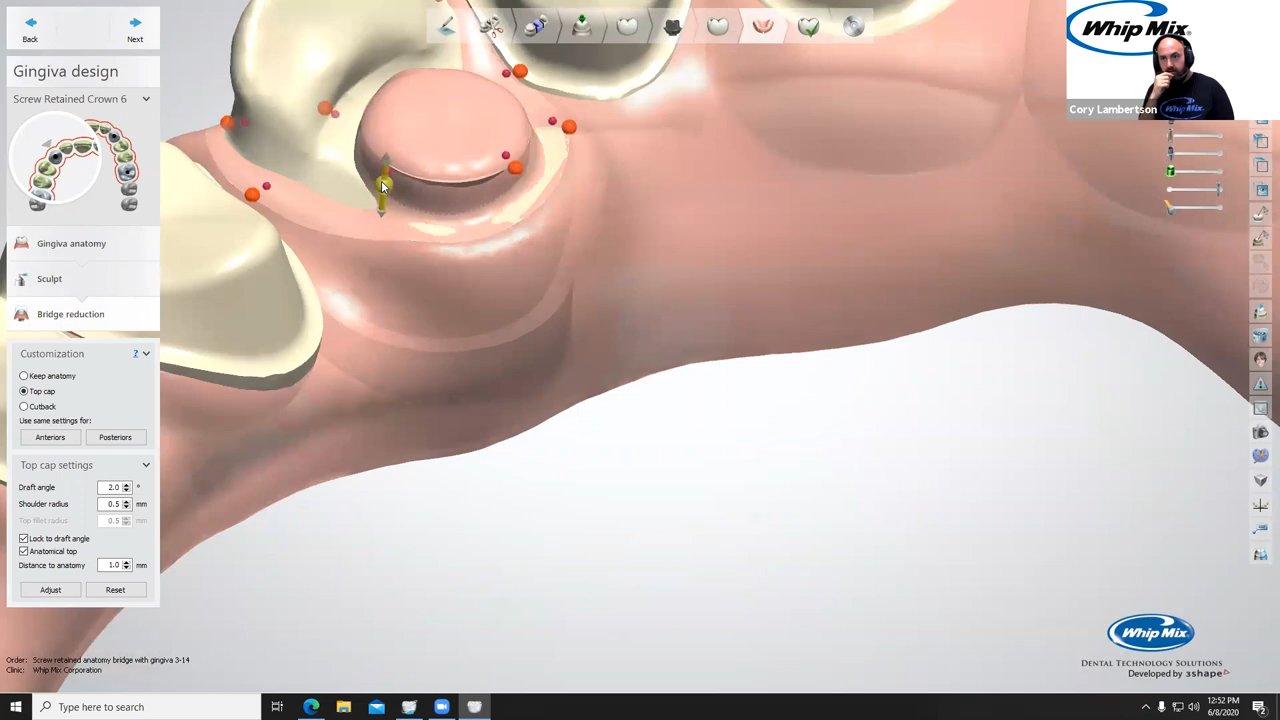 Back
Next
Gingiva design
Screw Retained Crown 6
Gingiva anatomy
Sculpt
Bridge reduction
Customization
?
Keep anatomy
Top cap
Cutback
Use same settings for:
Anteriors
Posteriors
Top cap settings
Draft angle 2.0 °
Shoulder radius 0.5 mm
Top fillet radius 0.5 mm
Lock to draft angle
Anatomical top
Distance to anatomy 1.0 mm
Adjust
Reset
Order: Screw retained anatomy bridge with gingiva 3-14
Clinic: Whip Mix Corporation
Whip Mix
Whip Mix
Cory Lambertson
Whip Mix
DENTAL TECHNOLOGY SOLUTIONS
Developed by 3shape
Type here to search
12:52 PM
6/8/2020
2